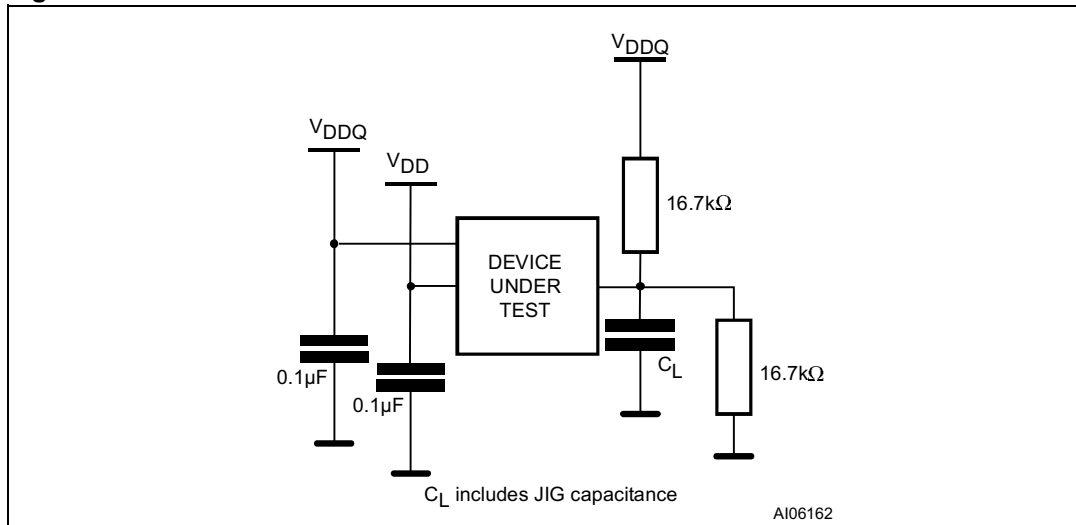 VDDQ
VDDQ
VDD
16.7kΩ
DEVICE
UNDER
TEST
CL
16.7kΩ
0.1µF
0.1µF
CL includes JIG capacitance
AI06162